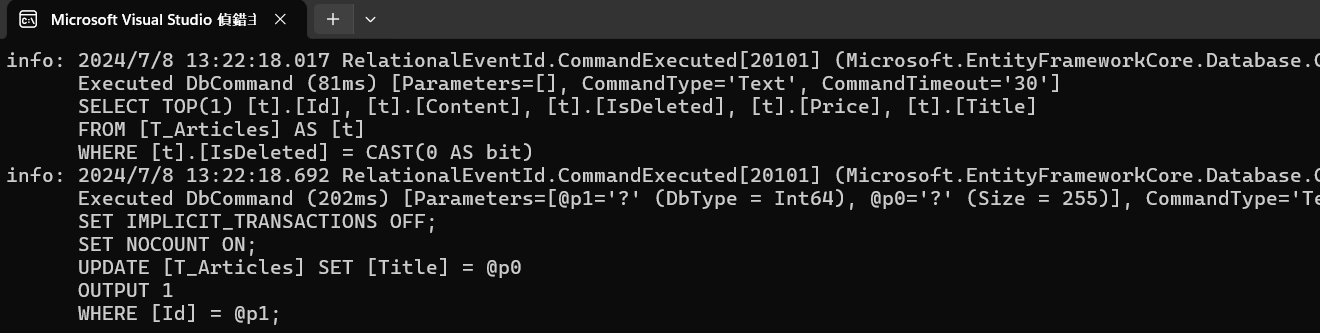 Microsoft Visual Studio 偵錯主
info: 2024/7/8 13:22:18.017 RelationalEventId.CommandExecuted[20101] (Microsoft.EntityFrameworkCore.Database.C
Executed DbCommand (81ms) [Parameters=[], CommandType='Text', CommandTimeout='30']
SELECT TOP(1) [t].[Id], [t].[Content], [t].[IsDeleted], [t].[Price], [t].[Title]
FROM [T_Articles] AS [t]
WHERE [t].[IsDeleted] = CAST(0 AS bit)
info: 2024/7/8 13:22:18.692 RelationalEventId.CommandExecuted[20101] (Microsoft.EntityFrameworkCore.Database.C
Executed DbCommand (202ms) [Parameters=[@p1='?' (DbType = Int64), @p0='?' (Size = 255)], CommandType='Te
SET IMPLICIT_TRANSACTIONS OFF;
SET NOCOUNT ON;
UPDATE [T_Articles] SET [Title] = @p0
OUTPUT 1
WHERE [Id] = @p1;